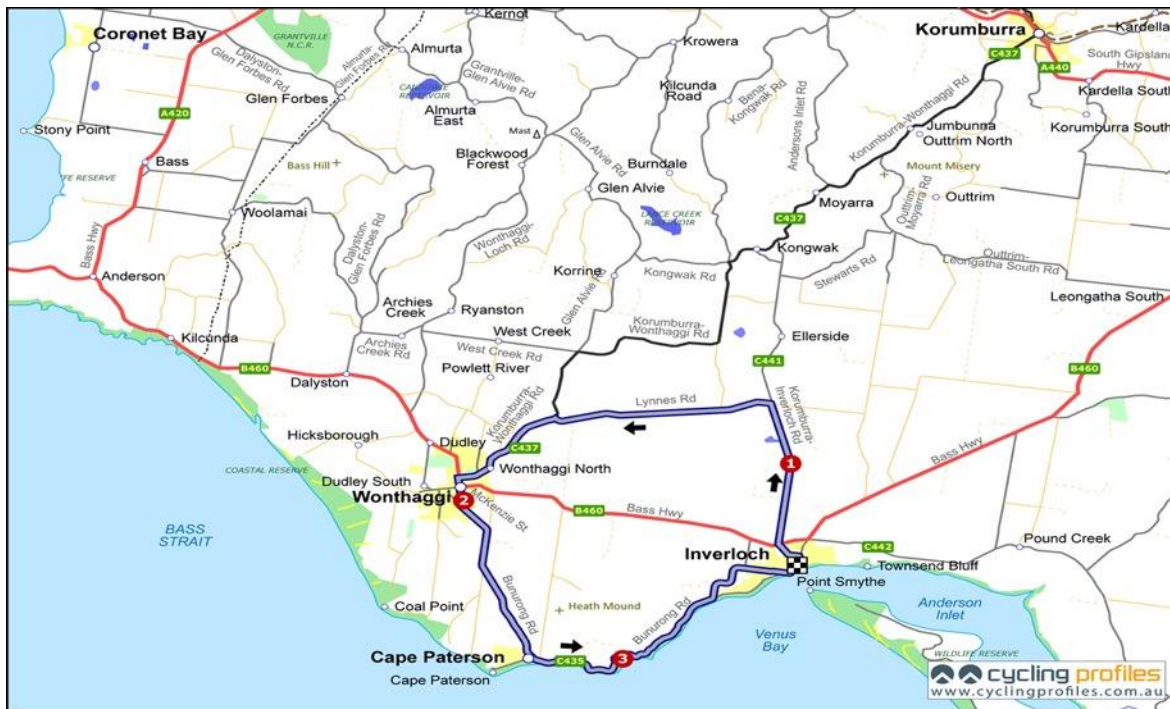 Kernot
Korumburra
Kardella
Coronet Bay
GRANTVILLE
N.C.R.
Almurta-
Glen Forbes Rd
Almurta
Krowera
C437
South Gippsland
Hwy
A440
Dalyston-
Glen Forbes Rd
Grantville-
Glen Alvie Rd
Kilcunda
Road
Bena-
Kongwak Rd
Andersons Inlet Rd
Korumburra-Wonthaggi Rd
Kardella South
Glen Forbes
RESERVOIR
Almurta
East
A420
Stony Point
Mast
Glen Alvie Rd
Jumbunna
Outtrim North
Korumburra South
Bass
Bass Hill
Blackwood
Forest
Burndale
Mount Misery
Glen Alvie
Moyarra
Outtrim-
Moyarra Rd
Outtrim
Woolamai
LANCE CREEK
RESERVOIR
C437
Bass Hwy
Dalyston-
Glen Forbes Rd
Wonthaggi-
Loch Rd
Kongwak
Stewarts Rd
Outtrim-
Leongatha South Rd
Anderson
Korrine
Kongwak Rd
Glen Alvie Rd
Leongatha South
Archies
Creek
Ryanston
Kilcunda
West Creek
Korumburra-
Wonthaggi Rd
Ellerside
Archies
Creek Rd
West Creek Rd
C441
B460
Dalyston
Powlett River
B460
Korumburra-
Wonthaggi Rd
Lynnes Rd
Korumburra-
Inverloch Rd
Hicksborough
Dudley
C437
Bass Hwy
COASTAL RESERVE
Wonthaggi North
1
Dudley South
Wonthaggi
2
McKenzie St
B460
Bass Hwy
BASS
STRAIT
Inverloch
C442
Pound Creek
Townsend Bluff
Point Smythe
Coal Point
Bunurong Rd
Heath Mound
Bunurong Rd
Anderson
Inlet
Venus
Bay
Cape Paterson
C435
3
WILDLIFE RESERVE
Cape Paterson
cycling profiles
www.cyclingprofiles.com.au